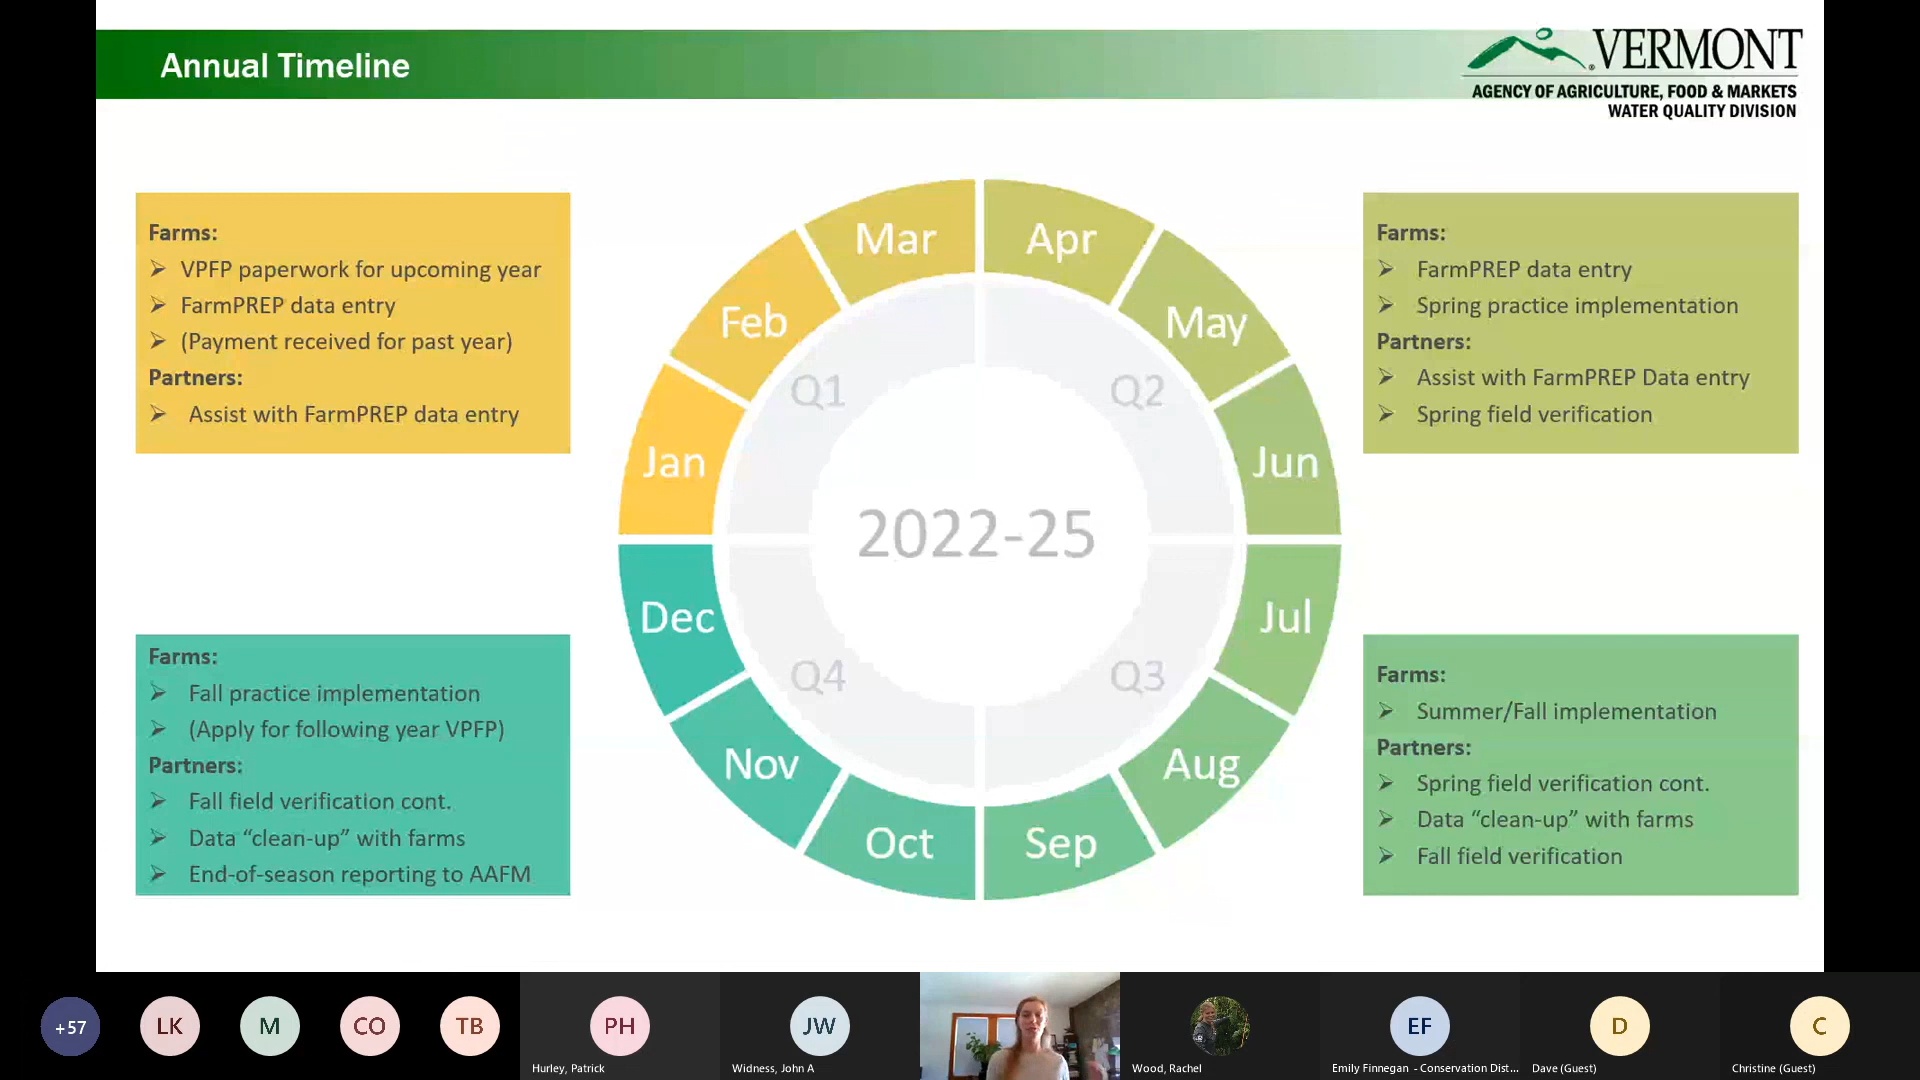 Annual Timeline
VERMONT
AGENCY OF AGRICULTURE, FOOD & MARKETS
WATER QUALITY DIVISION
Farms:
VPFP paperwork for upcoming year
FarmPREP data entry
(Payment received for past year)
Partners:
Assist with FarmPREP data entry
Farms:
FarmPREP data entry
Spring practice implementation
Partners:
Assist with FarmPREP Data entry
Spring field verification
Mar
Apr
Feb
May
Q1
Q2
Jan
Jun
2022-25
Dec
Jul
Q4
Q3
Nov
Aug
Oct
Sep
Farms:
Fall practice implementation
(Apply for following year VPFP)
Partners:
Fall field verification cont.
Data “clean-up” with farms
End-of-season reporting to AAFM
Farms:
Summer/Fall implementation
Partners:
Spring field verification cont.
Data “clean-up” with farms
Fall field verification
+57
LK
M
CO
TB
PH
JW
EF
D
C
Hurley, Patrick
Widness, John A
Wood, Rachel
Emily Finnegan - Conservation Dist...
Dave (Guest)
Christine (Guest)